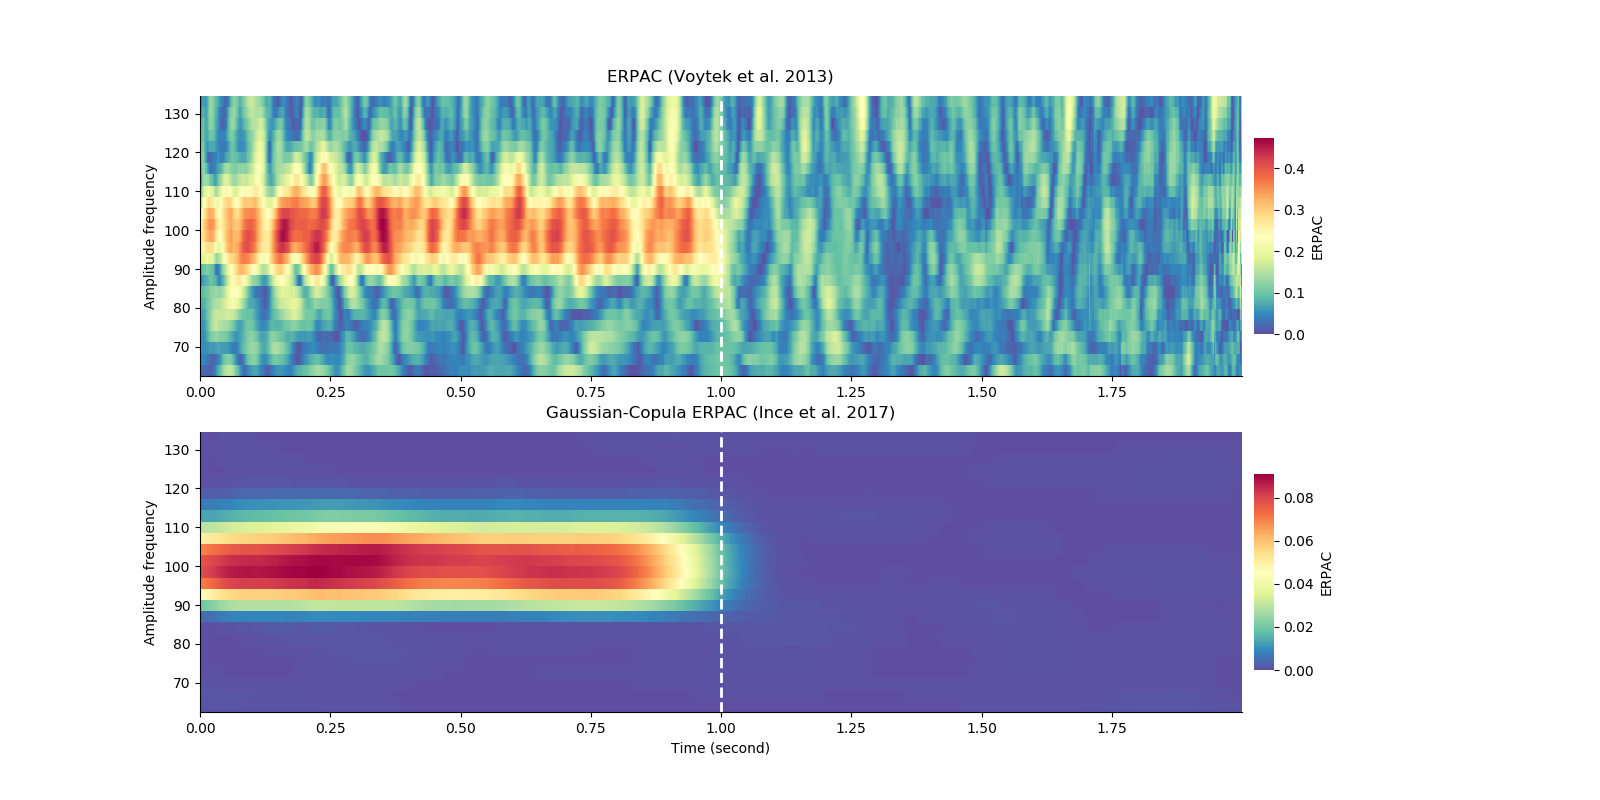 ERPAC (Voytek et al. 2013)
130
120
110
100
90
80
70
Amplitude frequency
0.00 0.25 0.50 0.75 1.00 1.25 1.50 1.75
0.4
0.3
0.2
0.1
0.0
ERPAC
Gaussian-Copula ERPAC (Ince et al. 2017)
130
120
110
100
90
80
70
Amplitude frequency
0.00 0.25 0.50 0.75 1.00 1.25 1.50 1.75
Time (second)
0.08
0.06
0.04
0.02
0.00
ERPAC